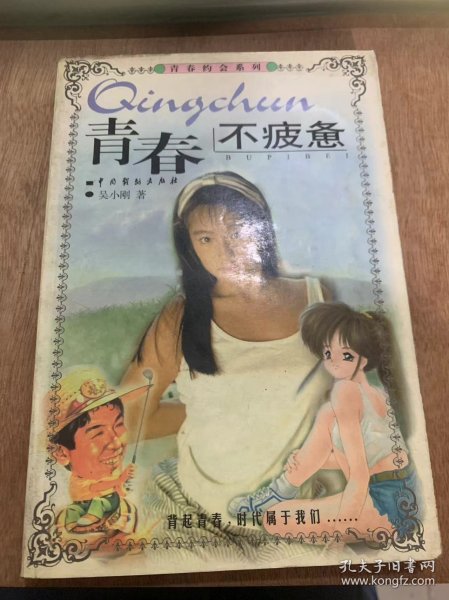 青春约会系列
Qingchun
青春
不疲惫
BUPIBEI
中国戏剧出版社
吴小刚 著
背起青春，时代属于我们……
孔夫子旧书网
www.kongfz.com